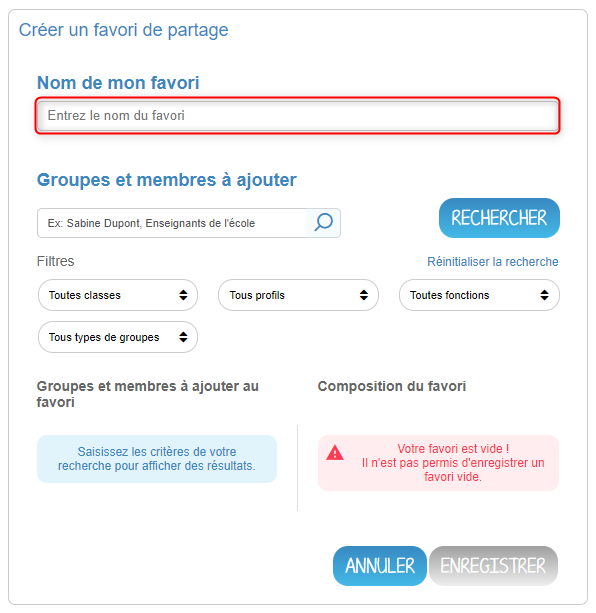 Créer un favori de partage
Nom de mon favori
Entrez le nom du favori
Groupes et membres à ajouter
Ex: Sabine Dupont, Enseignants de l'école
RECHERCHER
Filtres
Réinitialiser la recherche
Toutes classes
Tous profils
Toutes fonctions
Tous types de groupes
Groupes et membres à ajouter au
favori
Saisissez les critères de votre
recherche pour afficher des résultats.
Composition du favori
Votre favori est vide !
Il n'est pas permis d'enregistrer un
favori vide.
ANNULER
ENREGISTRER